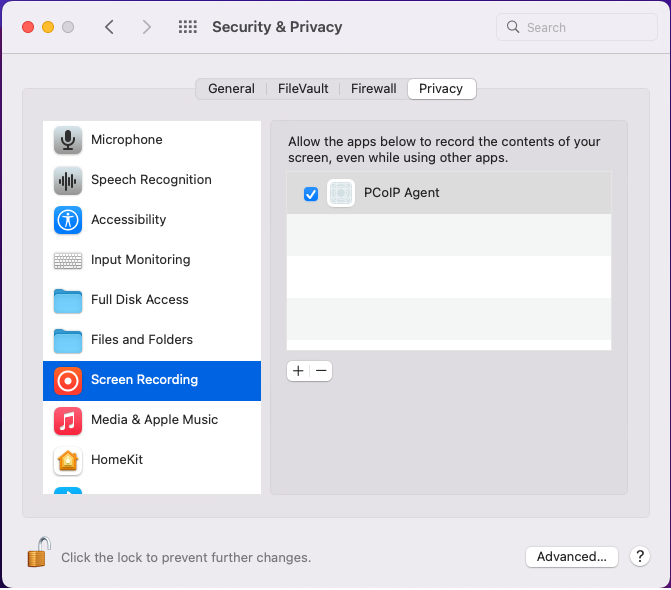 Security & Privacy
Search
General
FileVault
Firewall
Privacy
Microphone
Speech Recognition
Accessibility
Input Monitoring
Full Disk Access
Files and Folders
Screen Recording
Media & Apple Music
HomeKit
Allow the apps below to record the contents of your
screen, even while using other apps.
PCoIP Agent
+ −
Click the lock to prevent further changes.
Advanced...
?